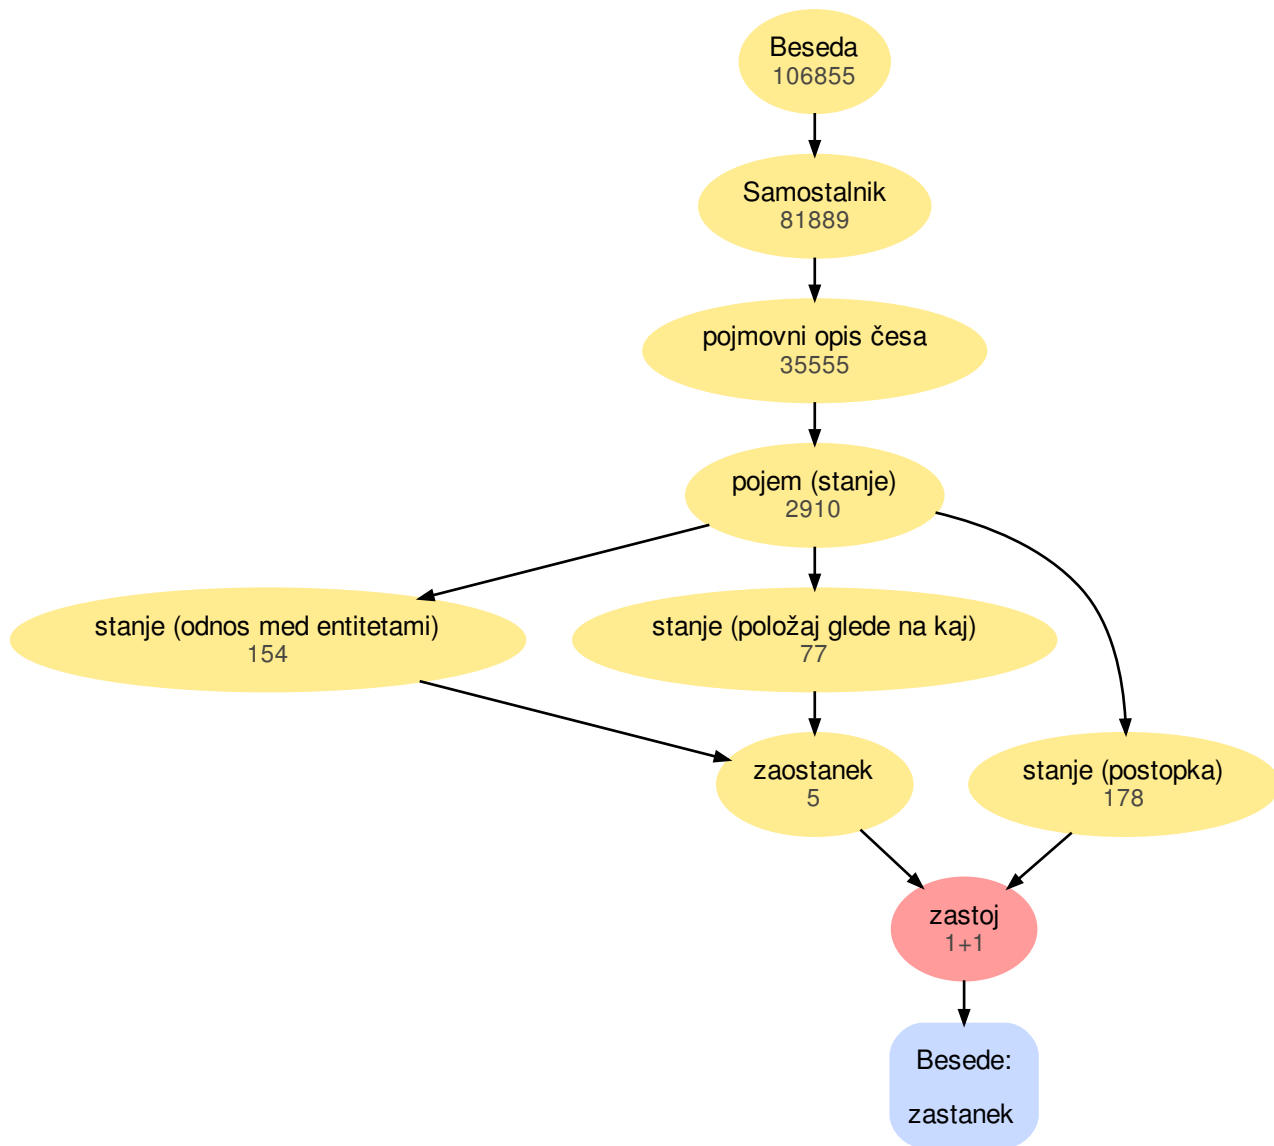 Beseda
106855
Samostalnik
81889
pojmovni opis česa
35555
pojem (stanje)
2910
stanje (odnos med entitetami)
154
stanje (položaj glede na kaj)
77
zaostanek
5
stanje (postopka)
178
zastoj
1+1
Besede:
zastanek